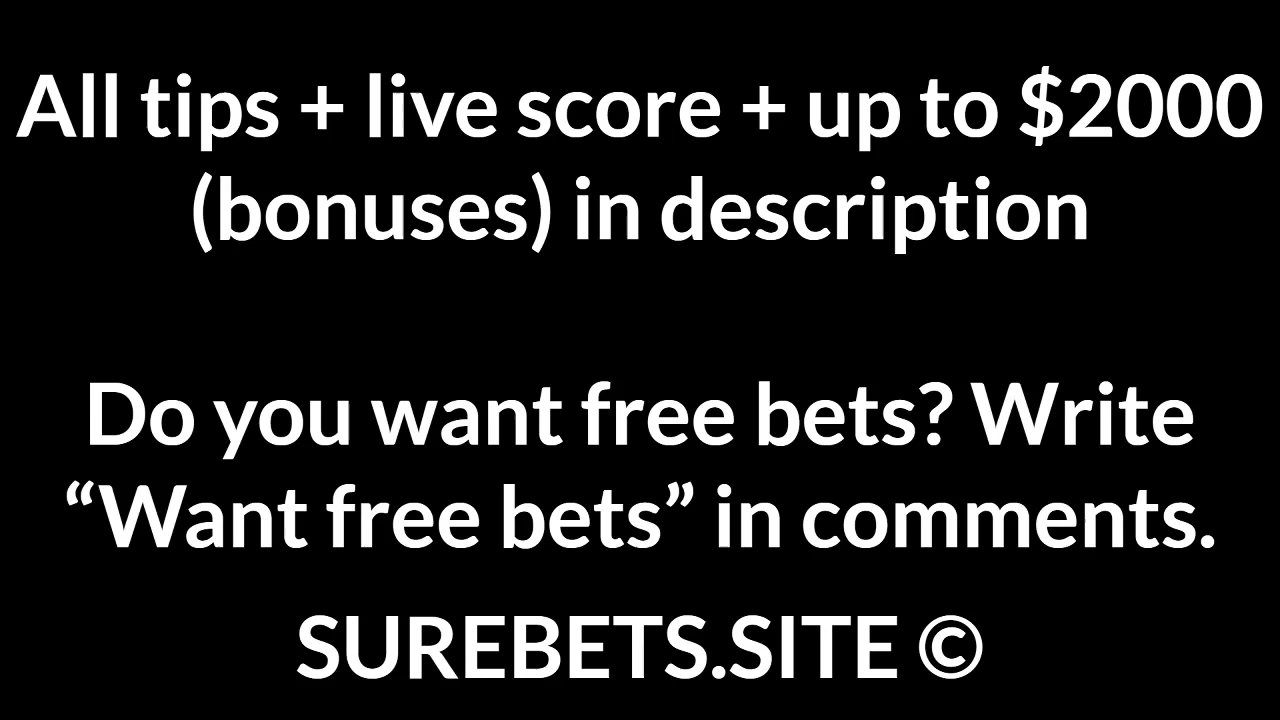 All tips + live score + up to $2000
(bonuses) in description
Do you want free bets? Write
“Want free bets” in comments.
SUREBETS.SITE ©